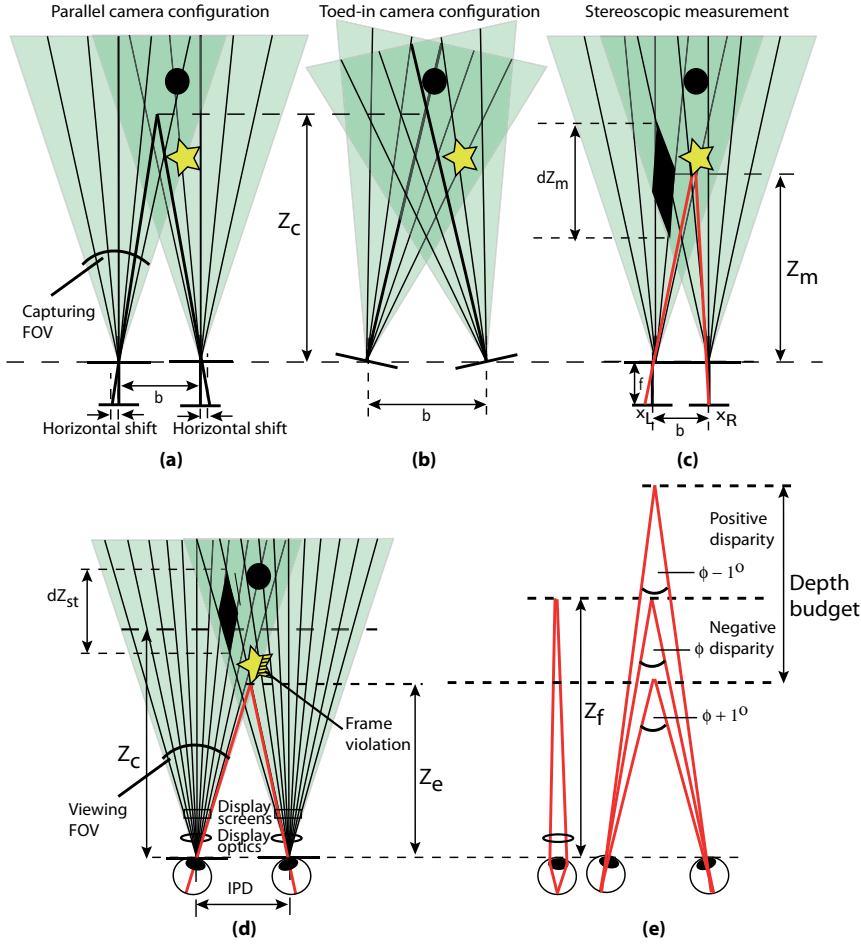 Parallel camera configuration
Toed-in camera configuration
Stereoscopic measurement
Z_c
Capturing
FOV
b
Horizontal shift
Horizontal shift
(a)
b
(b)
dZ_m
Z_m
f
x_L
b
x_R
(c)
dZ_st
Z_c
Viewing
FOV
Frame
violation
Z_e
Display
screens
Display
optics
IPD
(d)
Positive
disparity
ϕ − 1⁰
Depth
budget
Negative
ϕ disparity
Z_f
ϕ + 1⁰
(e)